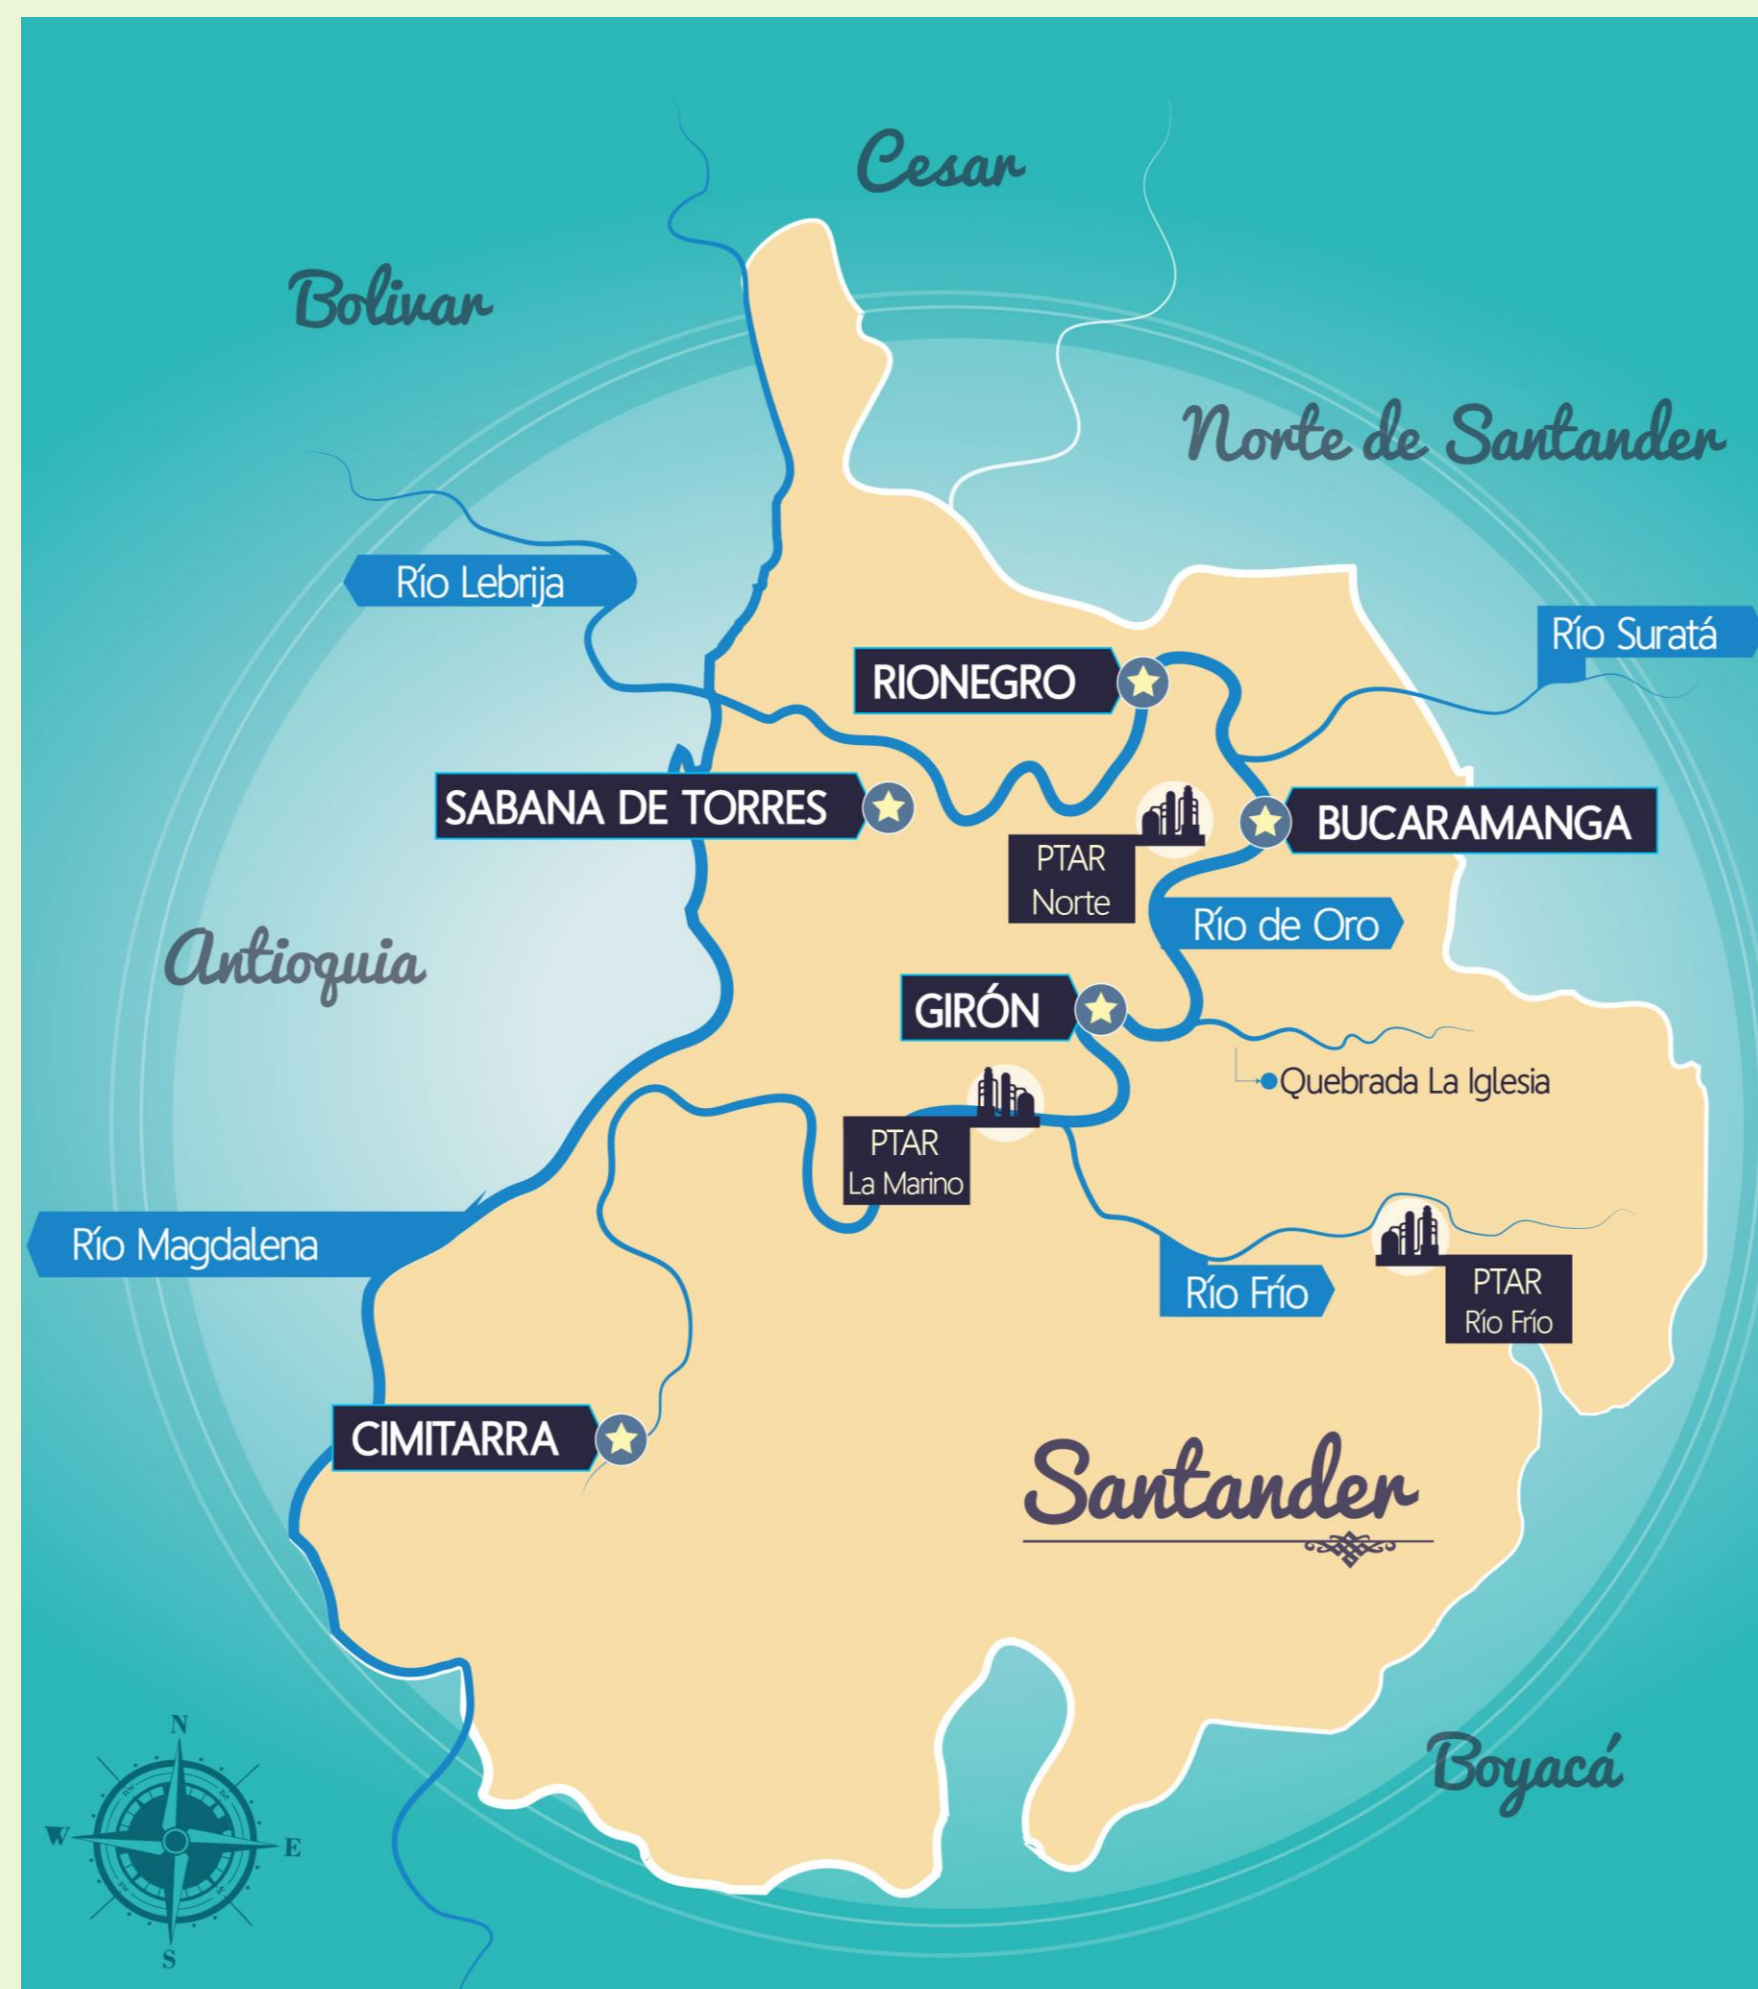 Cesar
Bolivar
Norte de Santander
Río Lebrija
Río Suratá
RIONEGRO
SABANA DE TORRES
BUCARAMANGA
PTAR
Norte
Río de Oro
Antioquia
GIRÓN
Quebrada La Iglesia
PTAR
La Marino
Río Magdalena
Río Frío
PTAR
Río Frío
CIMITARRA
Santander
Boyacá
N
W
E
S